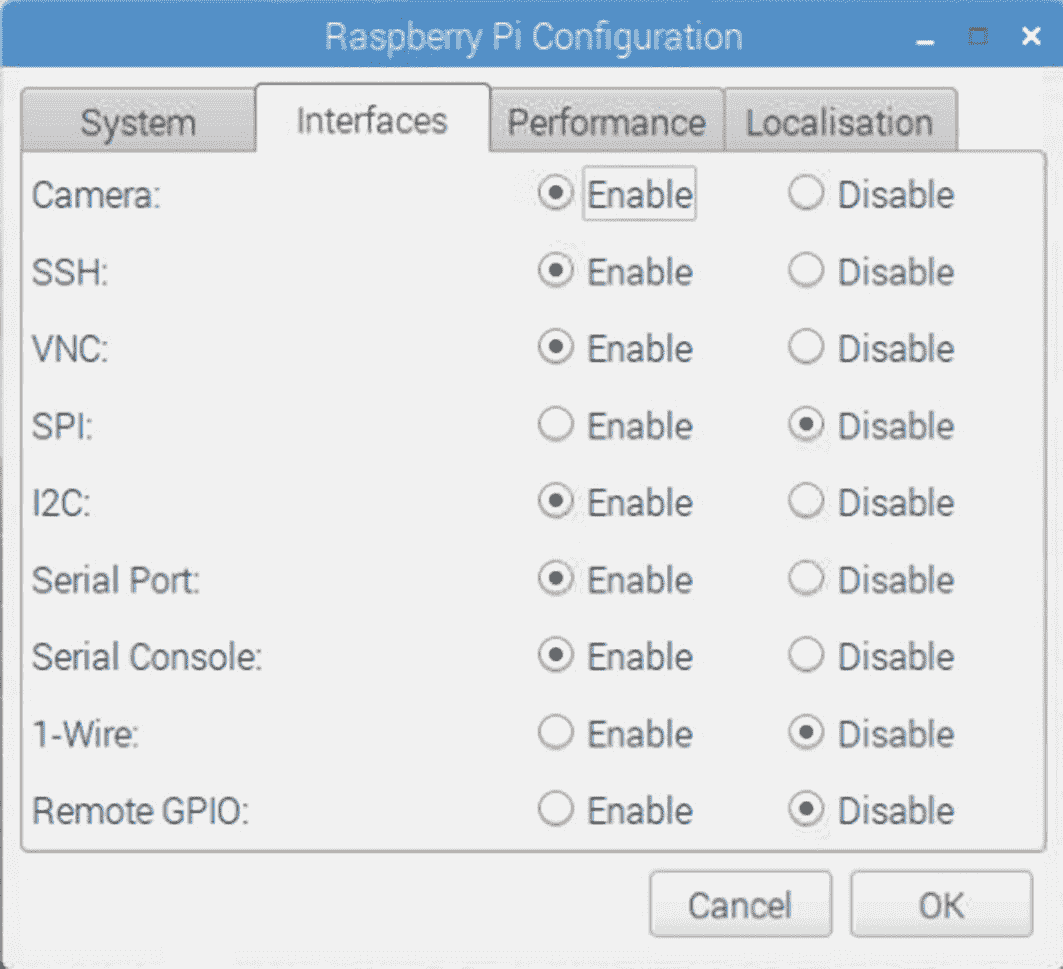 Raspberry Pi Configuration
System Interfaces Performance Localisation
Camera: Enable Disable
SSH: Enable Disable
VNC: Enable Disable
SPI: Enable Disable
I2C: Enable Disable
Serial Port: Enable Disable
Serial Console: Enable Disable
1-Wire: Enable Disable
Remote GPIO: Enable Disable
Cancel OK